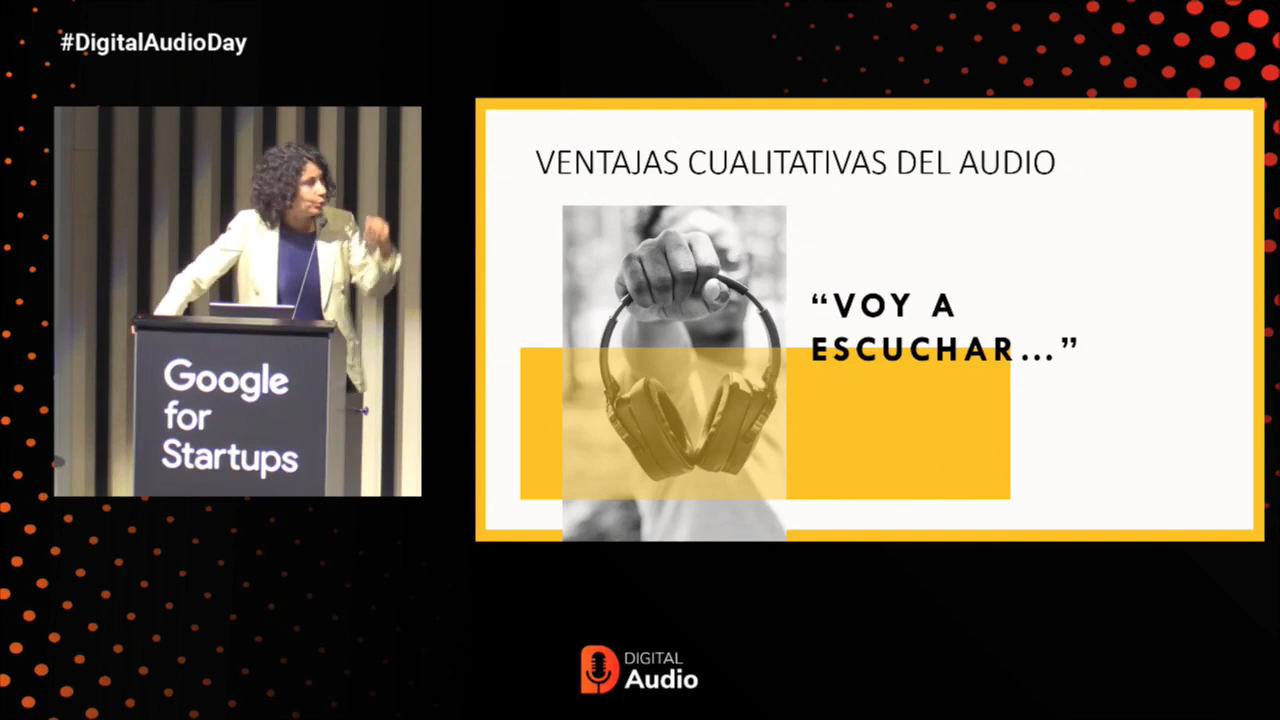 #DigitalAudioDay
VENTAJAS CUALITATIVAS DEL AUDIO
“VOY A
ESCUCHAR...”
Google
for
Startups
DIGITAL
Audio